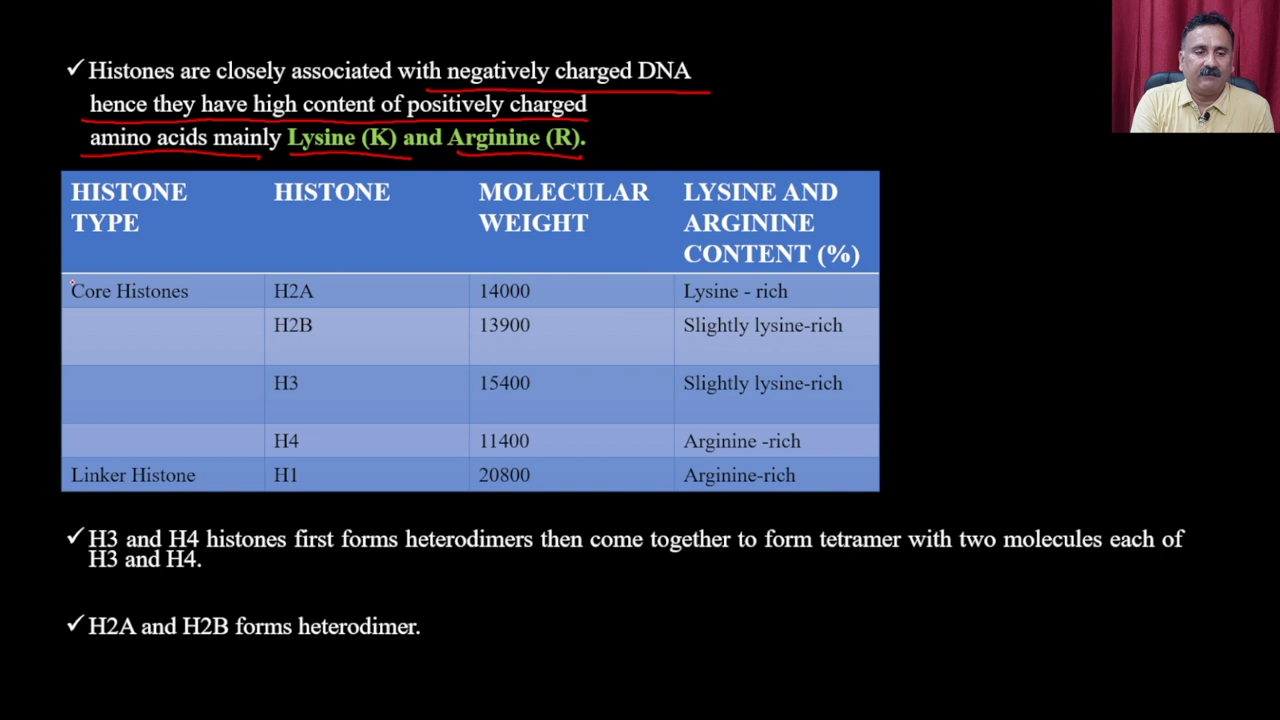 ✓ Histones are closely associated with negatively charged DNA
hence they have high content of positively charged
amino acids mainly Lysine (K) and Arginine (R).
HISTONE TYPE HISTONE MOLECULAR WEIGHT LYSINE AND ARGININE CONTENT (%)
Core Histones H2A 14000 Lysine - rich
H2B 13900 Slightly lysine-rich
H3 15400 Slightly lysine-rich
H4 11400 Arginine -rich
Linker Histone H1 20800 Arginine-rich
✓ H3 and H4 histones first forms heterodimers then come together to form tetramer with two molecules each of
H3 and H4.
✓ H2A and H2B forms heterodimer.